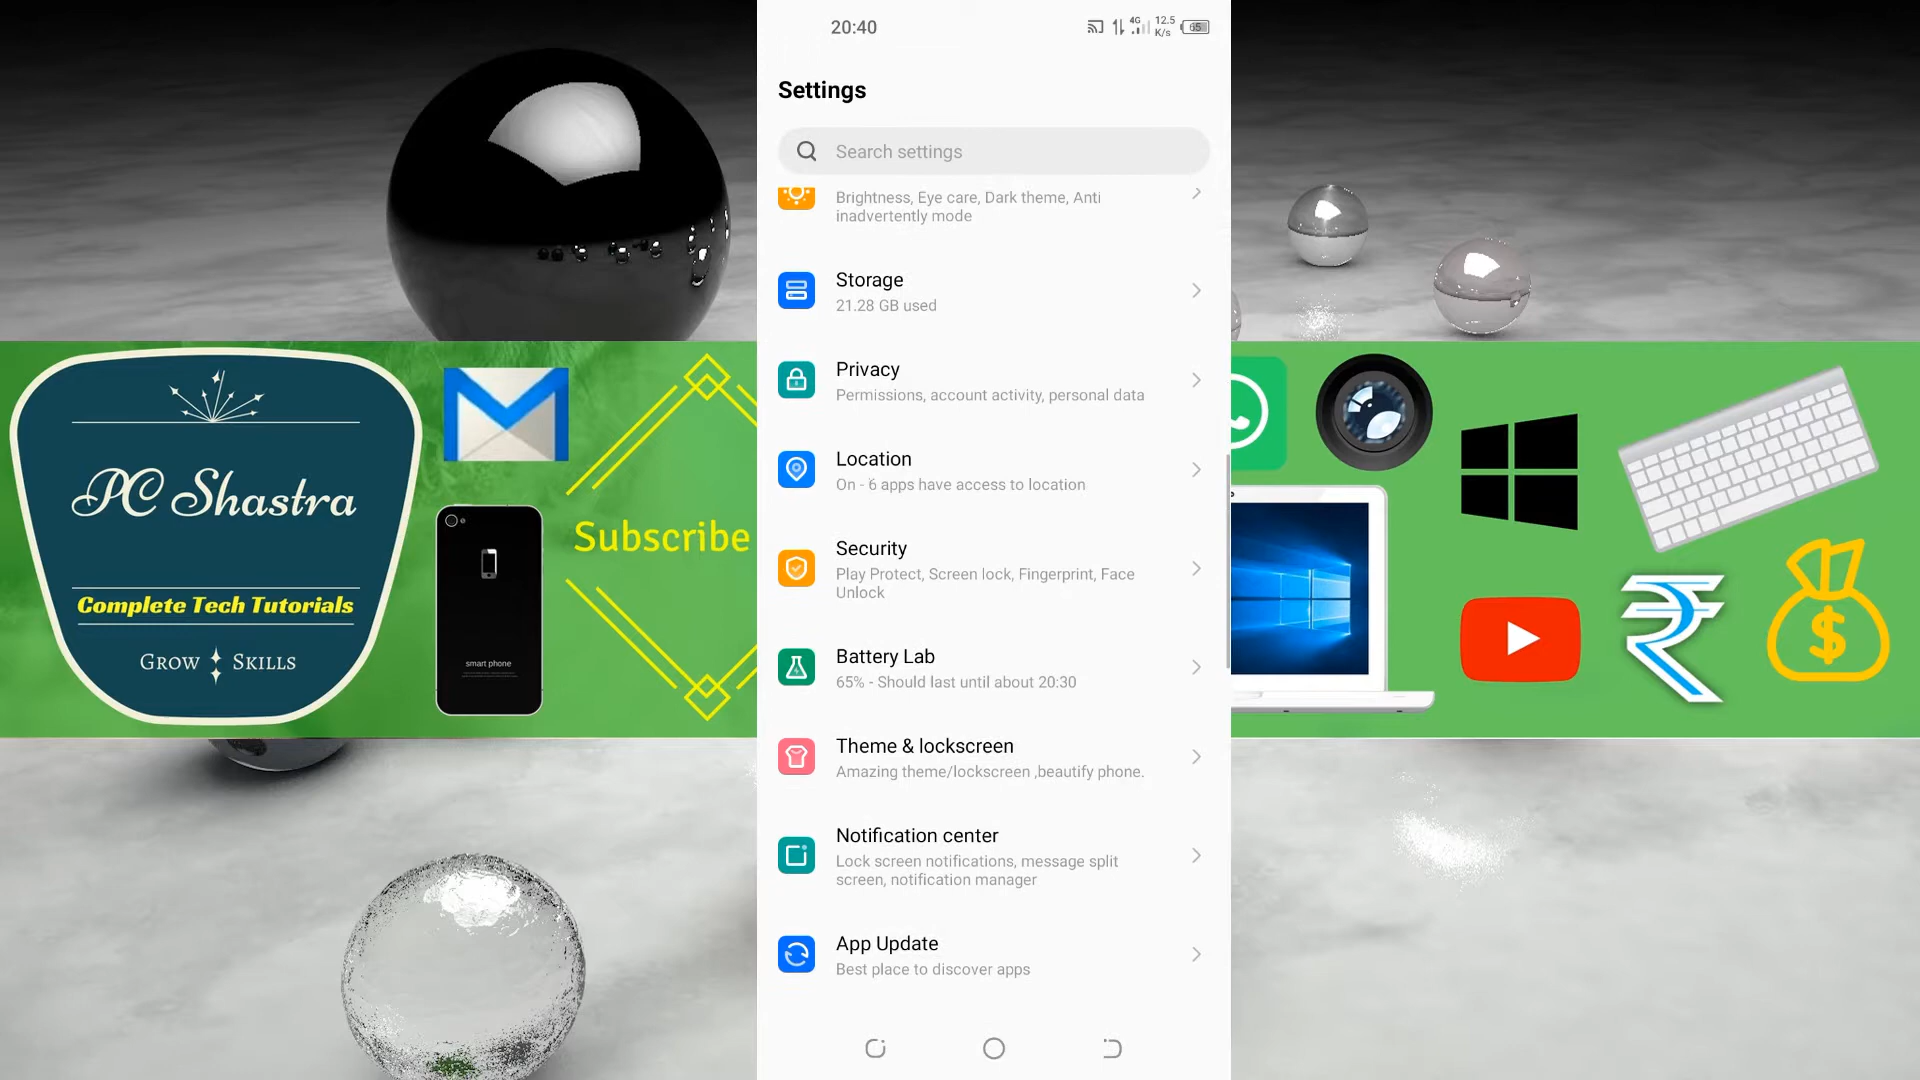 20:40
4G
12.5
K/s
65
Settings
Search settings
Brightness, Eye care, Dark theme, Anti
inadvertently mode
Storage
21.28 GB used
Privacy
Permissions, account activity, personal data
Location
On - 6 apps have access to location
Security
Play Protect, Screen lock, Fingerprint, Face
Unlock
Battery Lab
65% - Should last until about 20:30
Theme & lockscreen
Amazing theme/lockscreen ,beautify phone.
Notification center
Lock screen notifications, message split
screen, notification manager
App Update
Best place to discover apps
PC Shastra
Complete Tech Tutorials
Grow Skills
smart phone
Subscribe